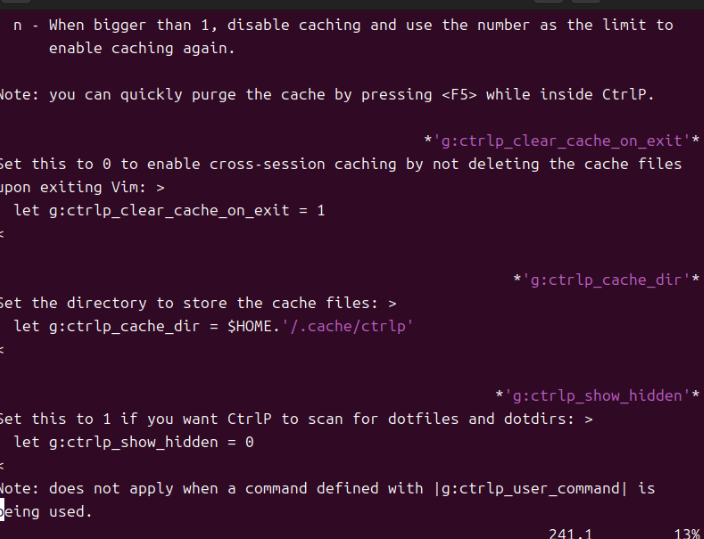 n - When bigger than 1, disable caching and use the number as the limit to
enable caching again.
Note: you can quickly purge the cache by pressing <F5> while inside CtrlP.
*'g:ctrlp_clear_cache_on_exit'*
Set this to 0 to enable cross-session caching by not deleting the cache files
upon exiting Vim: >
let g:ctrlp_clear_cache_on_exit = 1
<
*'g:ctrlp_cache_dir'*
Set the directory to store the cache files: >
let g:ctrlp_cache_dir = $HOME.'/.cache/ctrlp'
<
*'g:ctrlp_show_hidden'*
Set this to 1 if you want CtrlP to scan for dotfiles and dotdirs: >
let g:ctrlp_show_hidden = 0
<
Note: does not apply when a command defined with |g:ctrlp_user_command| is
being used.
241,1 13%